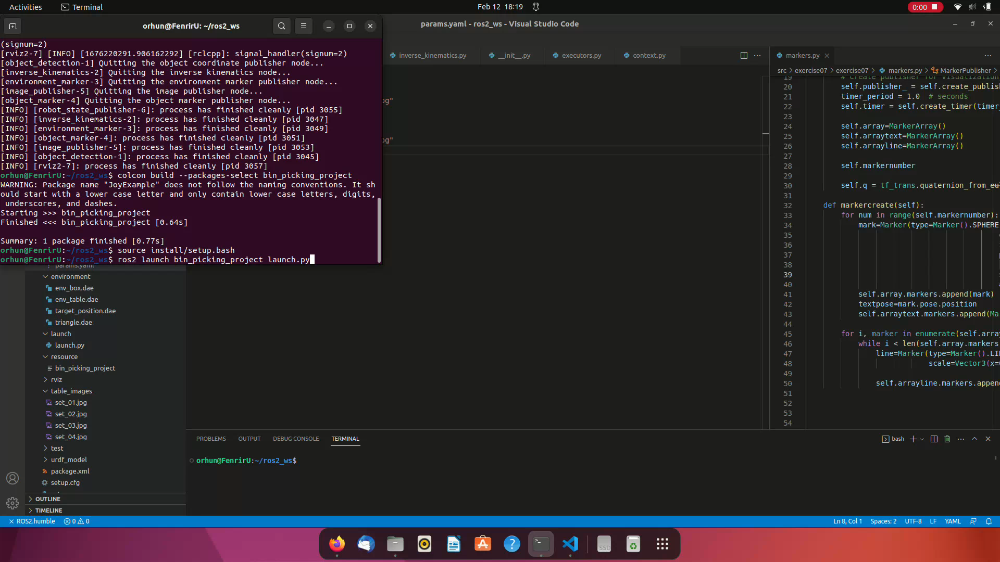 Activities
Terminal
Feb 12 18:19
0:00
orhun@FenrirU: ~/ros2_ws
(signum=2)
[rviz2-7] [INFO] [1676220291.906162292] [rclcpp]: signal_handler(signum=2)
[object_detection-1] Quitting the object coordinate publisher node...
[inverse_kinematics-2] Quitting the inverse kinematics node...
[environment_marker-3] Quitting the environment marker publisher node...
[image_publisher-5] Quitting the image publisher node...
[object_marker-4] Quitting the object marker publisher node...
[INFO] [robot_state_publisher-6]: process has finished cleanly [pid 3055]
[INFO] [inverse_kinematics-2]: process has finished cleanly [pid 3047]
[INFO] [environment_marker-3]: process has finished cleanly [pid 3049]
[INFO] [object_marker-4]: process has finished cleanly [pid 3051]
[INFO] [image_publisher-5]: process has finished cleanly [pid 3053]
[INFO] [object_detection-1]: process has finished cleanly [pid 3045]
[INFO] [rviz2-7]: process has finished cleanly [pid 3057]
orhun@FenrirU:~/ros2_ws$ colcon build --packages-select bin_picking_project
WARNING: Package name "JoyExample" does not follow the naming conventions. It sh
ould start with a lower case letter and only contain lower case letters, digits,
underscores, and dashes.
Starting >>> bin_picking_project
Finished <<< bin_picking_project [0.64s]
Summary: 1 package finished [0.77s]
orhun@FenrirU:~/ros2_ws$ source install/setup.bash
orhun@FenrirU:~/ros2_ws$ ros2 launch bin_picking_project launch.py
params.yaml - ros2_ws - Visual Studio Code
inverse_kinematics.py
__init__.py
executors.py
context.py
og"
og"
markers.py
src > exercise07 > exercise07 > markers.py > MarkerPublisher >
19 # Create publisher for visualization
20 self.publisher_ = self.create_publis
21 timer_period = 1.0 # seconds
22 self.timer = self.create_timer(timer_
23
24 self.array=MarkerArray()
25 self.arraytext=MarkerArray()
26 self.arrayline=MarkerArray()
27
28 self.markernumber
29
30 self.q = tf_trans.quaternion_from_eu
31
32 def markercreate(self):
33 for num in range(self.markernumber):
34 mark=Marker(type=Marker().SPHERE
35
36
37
38
39
40
41 self.array.markers.append(mark)
42 textpose=mark.pose.position
43 self.arraytext.markers.append(Ma
44
45 for i, marker in enumerate(self.array
46 while i < len(self.array.markers
47 line=Marker(type=Marker().LI
48 scale=Vector3(x=
49
50 self.arrayline.markers.appen
51
52
53
54
params.yaml
environment
env_box.dae
env_table.dae
target_position.dae
triangle.dae
launch
launch.py
resource
bin_picking_project
rviz
table_images
set_01.jpg
set_02.jpg
set_03.jpg
set_04.jpg
test
urdf_model
package.xml
setup.cfg
OUTLINE
TIMELINE
PROBLEMS
OUTPUT
DEBUG CONSOLE
TERMINAL
bash
orhun@FenrirU:~/ros2_ws$
ROS2.humble
0 0
Ln 8, Col 1
Spaces: 2
UTF-8
LF
YAML
SSD